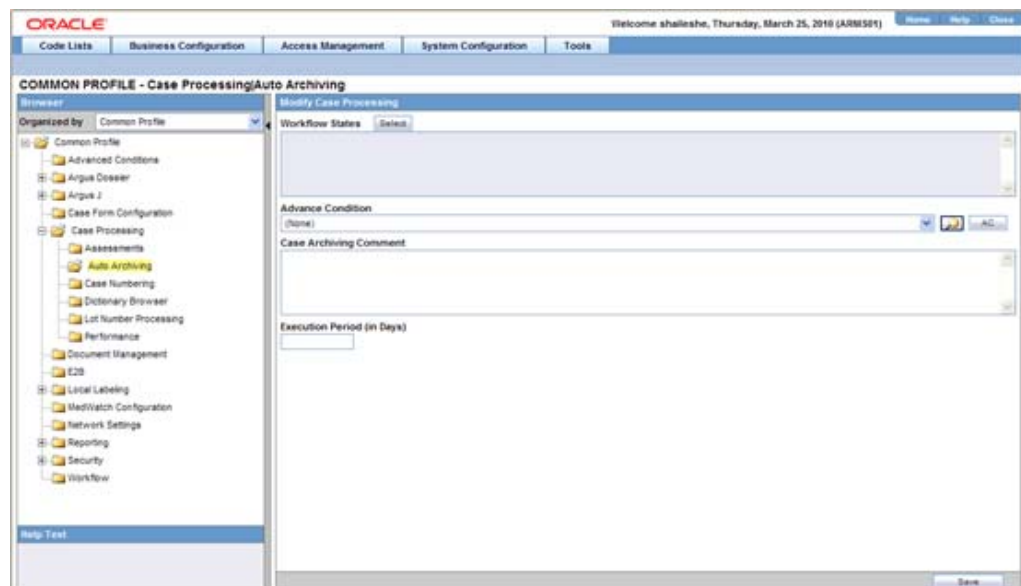 ORACLE
Welcome shaileshe, Thursday, March 25, 2010 (ARMS501)
Home Help Close
Code Lists Business Configuration Access Management System Configuration Tools
COMMON PROFILE - Case Processing|Auto Archiving
Browser
Organized by Common Profile
Common Profile
Advanced Conditions
Argus Dossier
Argus J
Case Form Configuration
Case Processing
Assessments
Auto Archiving
Case Numbering
Dictionary Browser
Lot Number Processing
Performance
Document Management
E2B
Local Labeling
MedWatch Configuration
Network Settings
Reporting
Security
Workflow
Help Text
Modify Case Processing
Workflow States Select
Advance Condition
(None)
AC...
Case Archiving Comment
Execution Period (in Days)
Save